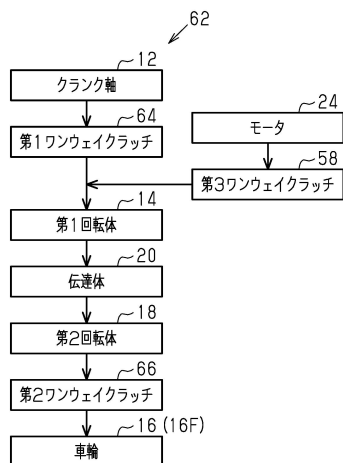 62
12
クランク軸
64
第1ワンウェイクラッチ
24
モータ
58
第3ワンウェイクラッチ
14
第1回転体
20
伝達体
18
第2回転体
66
第2ワンウェイクラッチ
16(16F)
車輪